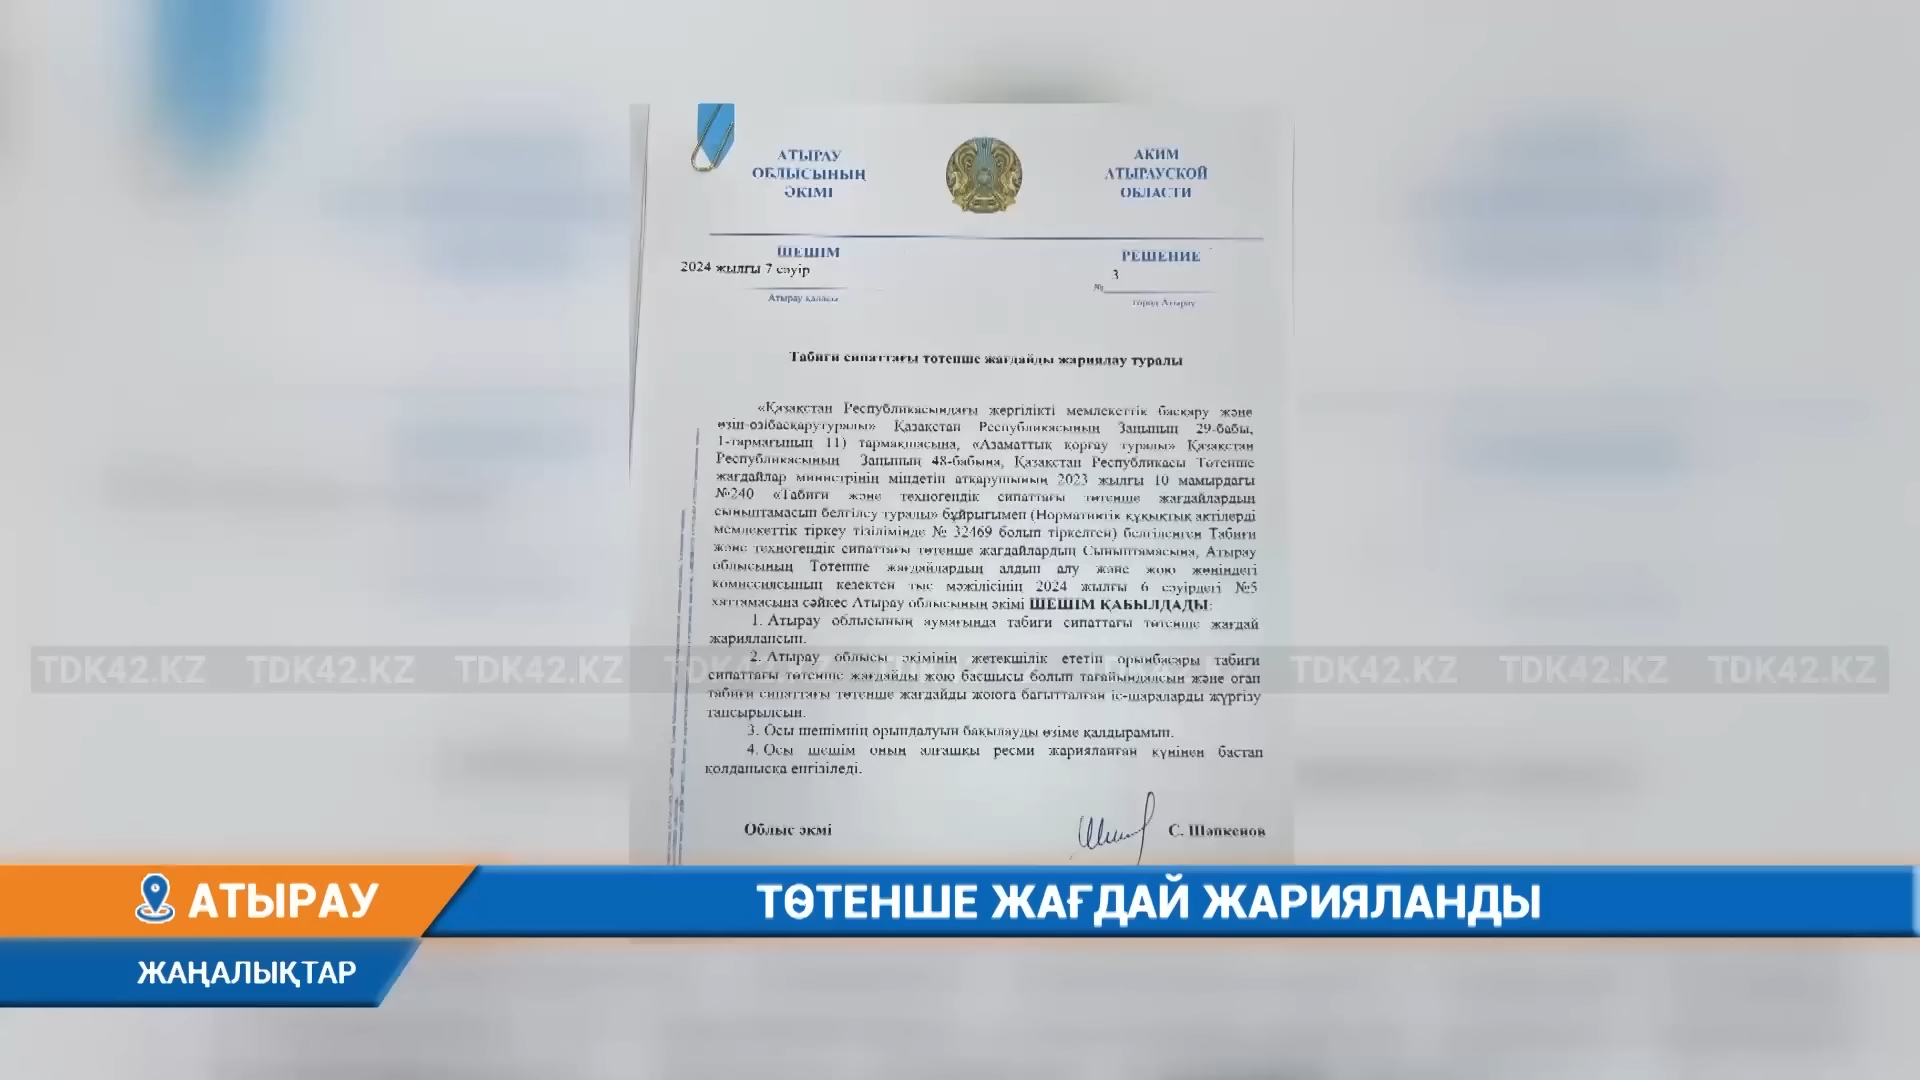 АТЫРАУ
ОБЛЫСЫНЫҢ
ӘКІМІ
АКИМ
АТЫРАУСКОЙ
ОБЛАСТИ
ШЕШІМ
РЕШЕНИЕ
2024 жылғы 7 сәуір
№ 3
Атырау қаласы
город Атырау
Табиғи сипаттағы төтенше жағдайды жариялау туралы
«Қазақстан Республикасындағы жергілікті мемлекеттік басқару және
өзін-өзібасқарутуралы» Қазақстан Республикасының Заңының 29-бабы,
1-тармағының 11) тармақшасына, «Азаматтық қорғау туралы» Қазақстан
Республикасының Заңының 48-бабына, Қазақстан Республикасы Төтенше
жағдайлар министрінің міндетін атқарушының 2023 жылғы 10 мамырдағы
№240 «Табиғи және техногендік сипаттағы төтенше жағдайлардың
сыныптамасын белгілеу туралы» бұйрығымен (Нормативтік құқықтық актілерді
мемлекеттік тіркеу тізілімінде № 32469 болып тіркелген) белгіленген Табиғи
және техногендік сипаттағы төтенше жағдайлардың Сыныптамасына, Атырау
облысының Төтенше жағдайлардың алдын алу және жою жөніндегі
комиссиясының кезектен тыс мәжілісінің 2024 жылғы 6 сәуірдегі №5
хаттамасына сәйкес Атырау облысының әкімі ШЕШІМ ҚАБЫЛДАДЫ:
1. Атырау облысының аумағында табиғи сипаттағы төтенше жағдай
жариялансын.
2. Атырау облысы әкімінің жетекшілік ететін орынбасары табиғи
сипаттағы төтенше жағдайды жою басшысы болып тағайындалсын және оған
табиғи сипаттағы төтенше жағдайды жоюға бағытталған іс-шараларды жүргізу
тапсырылсын.
3. Осы шешімнің орындалуын бақылауды өзіме қалдырамын.
4. Осы шешім оның алғашқы ресми жарияланған күнінен бастап
қолданысқа енгізіледі.
Облыс әкмі
С. Шәпкенов
TDK42.KZ TDK42.KZ TDK42.KZ TDK42.KZ TDK42.KZ TDK42.KZ TDK42.KZ TDK42.KZ TDK42.KZ
АТЫРАУ
ТӨТЕНШЕ ЖАҒДАЙ ЖАРИЯЛАНДЫ
ЖАҢАЛЫҚТАР